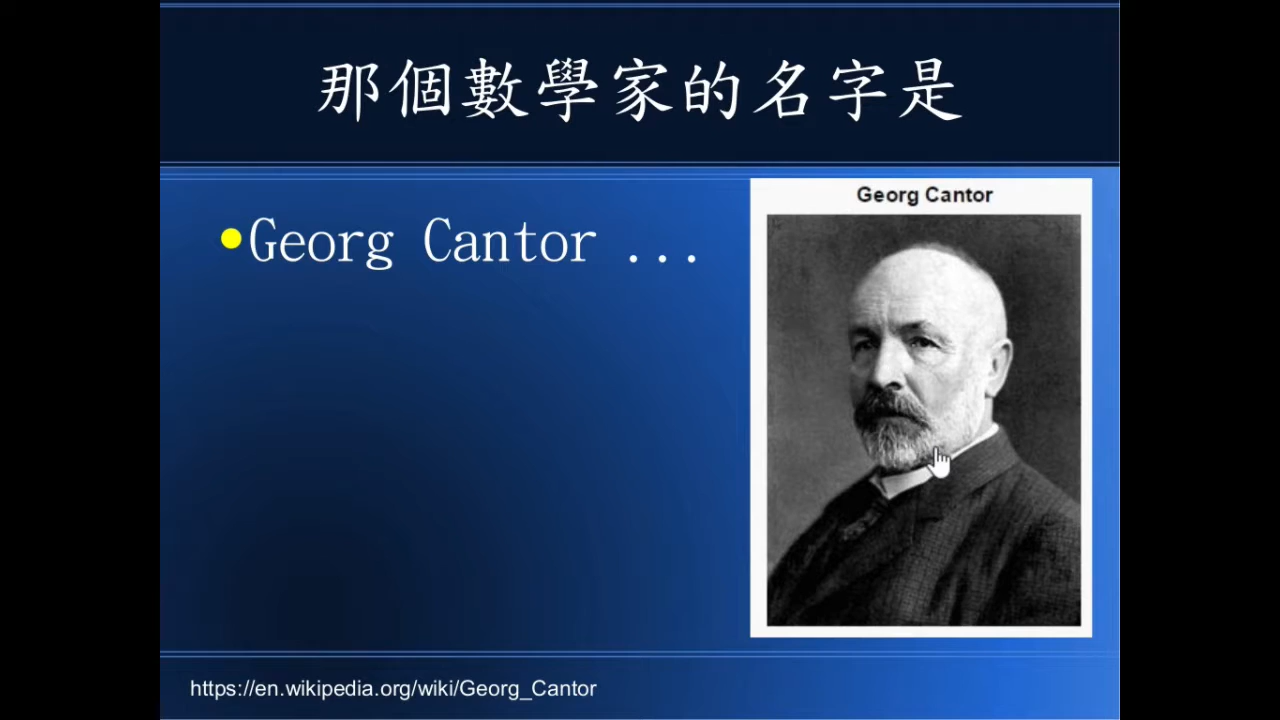 那個數學家的名字是
•Georg Cantor ...
Georg Cantor
https://en.wikipedia.org/wiki/Georg_Cantor